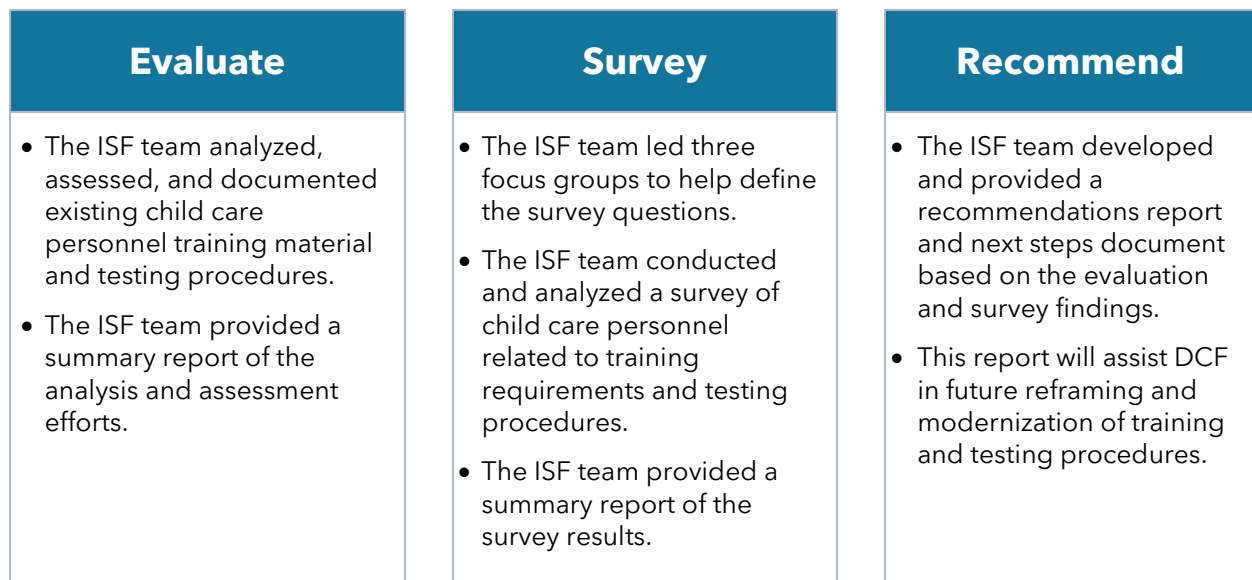 Evaluate
• The ISF team analyzed,
assessed, and documented
existing child care
personnel training material
and testing procedures.
• The ISF team provided a
summary report of the
analysis and assessment
efforts.
Survey
• The ISF team led three
focus groups to help define
the survey questions.
• The ISF team conducted
and analyzed a survey of
child care personnel
related to training
requirements and testing
procedures.
• The ISF team provided a
summary report of the
survey results.
Recommend
• The ISF team developed
and provided a
recommendations report
and next steps document
based on the evaluation
and survey findings.
• This report will assist DCF
in future reframing and
modernization of training
and testing procedures.